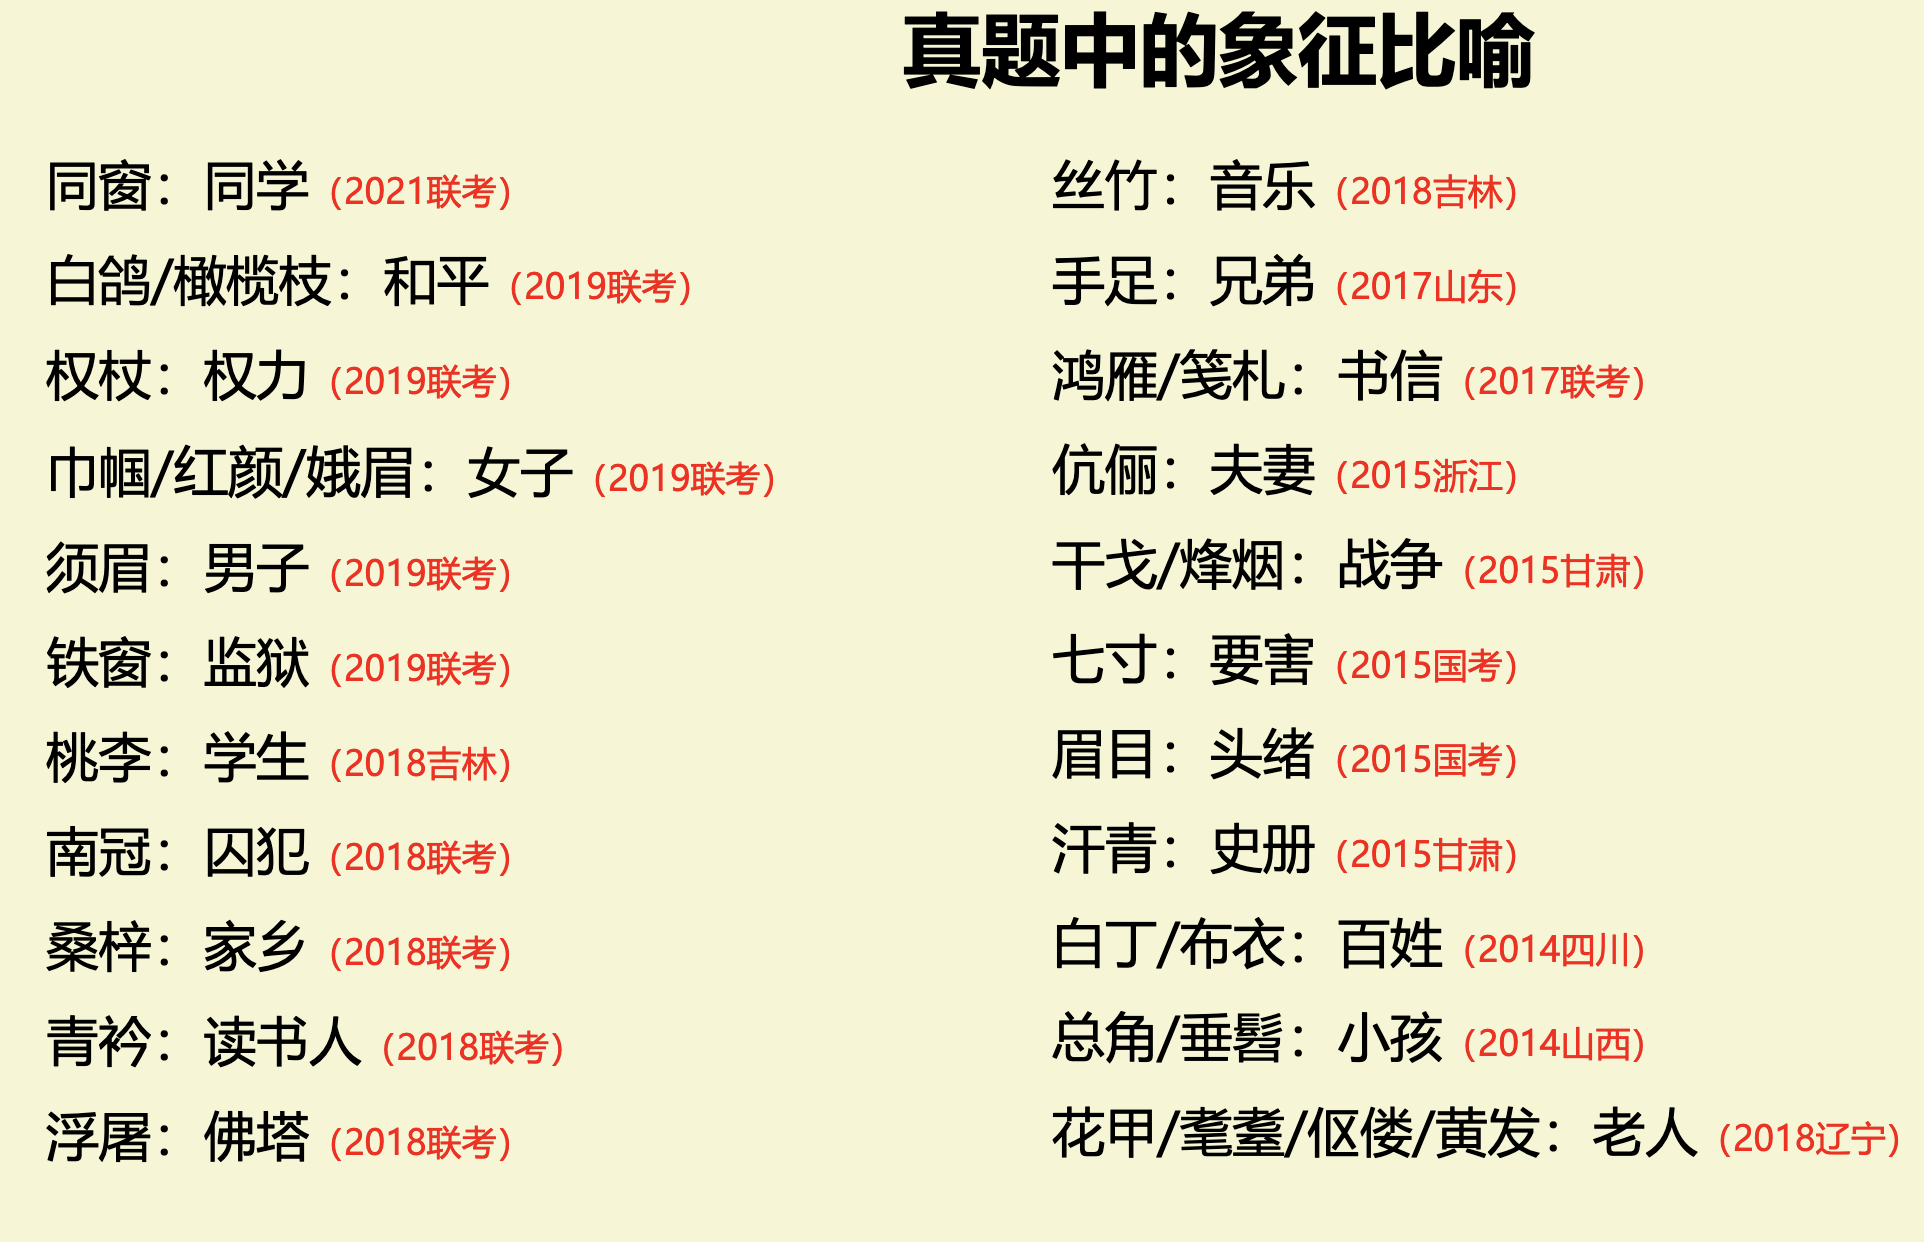 真题中的象征比喻
同窗：同学（2021联考）
白鸽/橄榄枝：和平（2019联考）
权杖：权力（2019联考）
巾帼/红颜/娥眉：女子（2019联考）
须眉：男子（2019联考）
铁窗：监狱（2019联考）
桃李：学生（2018吉林）
南冠：囚犯（2018联考）
桑梓：家乡（2018联考）
青衿：读书人（2018联考）
浮屠：佛塔（2018联考）
丝竹：音乐（2018吉林）
手足：兄弟（2017山东）
鸿雁/笺札：书信（2017联考）
伉俪：夫妻（2015浙江）
干戈/烽烟：战争（2015甘肃）
七寸：要害（2015国考）
眉目：头绪（2015国考）
汗青：史册（2015甘肃）
白丁/布衣：百姓（2014四川）
总角/垂髫：小孩（2014山西）
花甲/耄耋/伛偻/黄发：老人（2018辽宁）